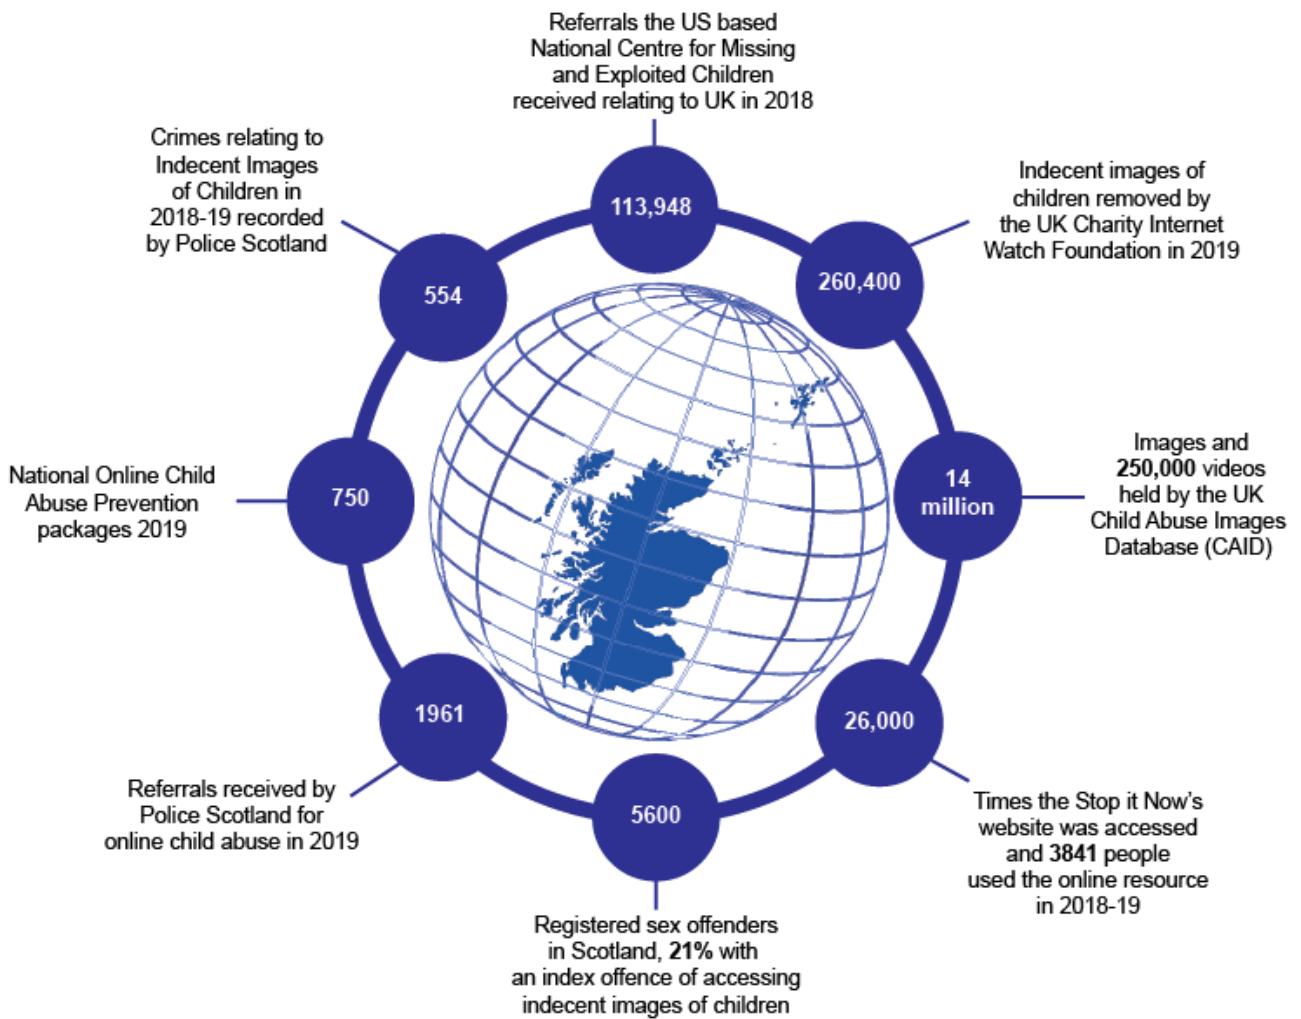 Referrals the US based
National Centre for Missing
and Exploited Children
received relating to UK in 2018
113,948
Indecent images of
children removed by
the UK Charity Internet
Watch Foundation in 2019
260,400
Images and
250,000 videos
held by the UK
Child Abuse Images
Database (CAID)
14
million
Times the Stop it Now's
website was accessed
and 3841 people
used the online resource
in 2018-19
26,000
Registered sex offenders
in Scotland, 21% with
an index offence of accessing
indecent images of children
5600
Referrals received by
Police Scotland for
online child abuse in 2019
1961
National Online Child
Abuse Prevention
packages 2019
750
Crimes relating to
Indecent Images
of Children in
2018-19 recorded
by Police Scotland
554